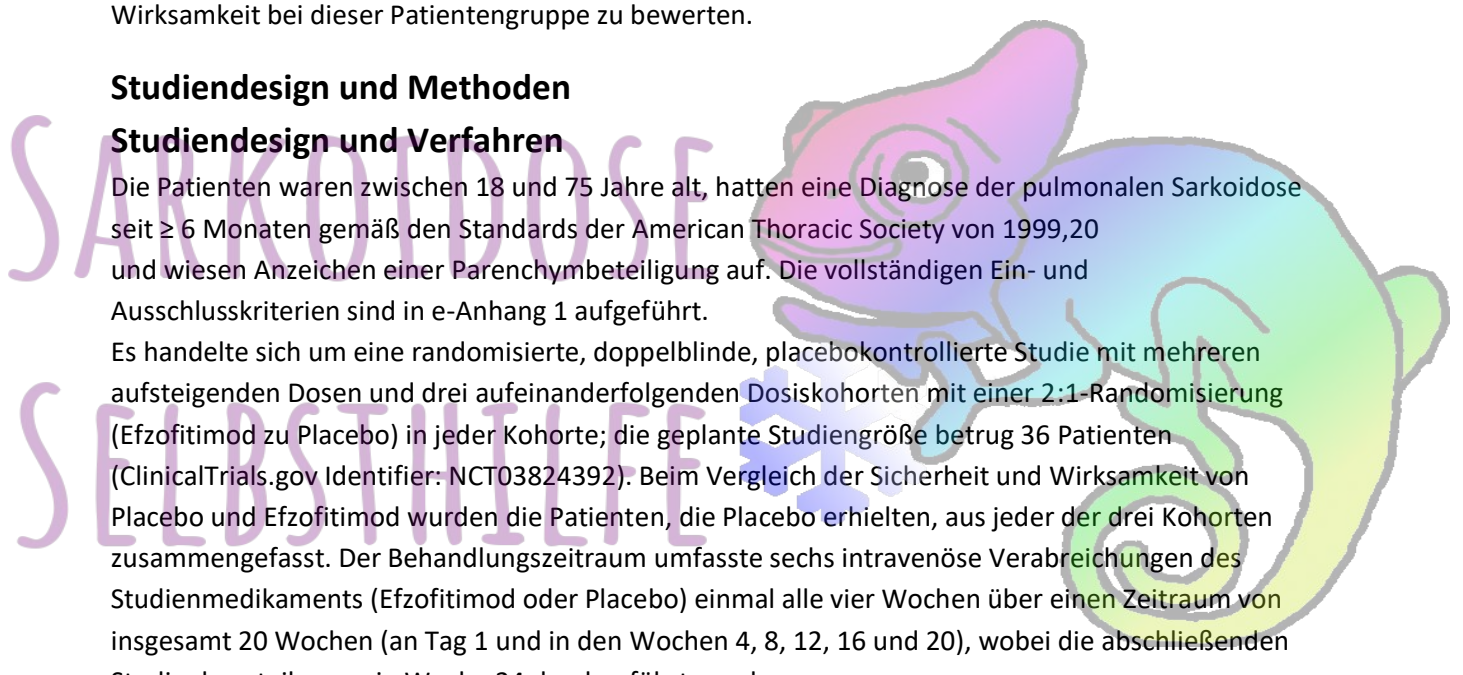 Wirksamkeit bei dieser Patientengruppe zu bewerten.
Studiendesign und Methoden
Studiendesign und Verfahren
Die Patienten waren zwischen 18 und 75 Jahre alt, hatten eine Diagnose der pulmonalen Sarkoidose
seit ≥ 6 Monaten gemäß den Standards der American Thoracic Society von 1999,20
und wiesen Anzeichen einer Parenchymbeteiligung auf. Die vollständigen Ein- und
Ausschlusskriterien sind in e-Anhang 1 aufgeführt.
Es handelte sich um eine randomisierte, doppelblinde, placebokontrollierte Studie mit mehreren
aufsteigenden Dosen und drei aufeinanderfolgenden Dosiskohorten mit einer 2:1-Randomisierung
(Efzofitimod zu Placebo) in jeder Kohorte; die geplante Studiengröße betrug 36 Patienten
(ClinicalTrials.gov Identifier: NCT03824392). Beim Vergleich der Sicherheit und Wirksamkeit von
Placebo und Efzofitimod wurden die Patienten, die Placebo erhielten, aus jeder der drei Kohorten
zusammengefasst. Der Behandlungszeitraum umfasste sechs intravenöse Verabreichungen des
Studienmedikaments (Efzofitimod oder Placebo) einmal alle vier Wochen über einen Zeitraum von
insgesamt 20 Wochen (an Tag 1 und in den Wochen 4, 8, 12, 16 und 20), wobei die abschließenden
SARKOIDOSE
SELBSTHILFE